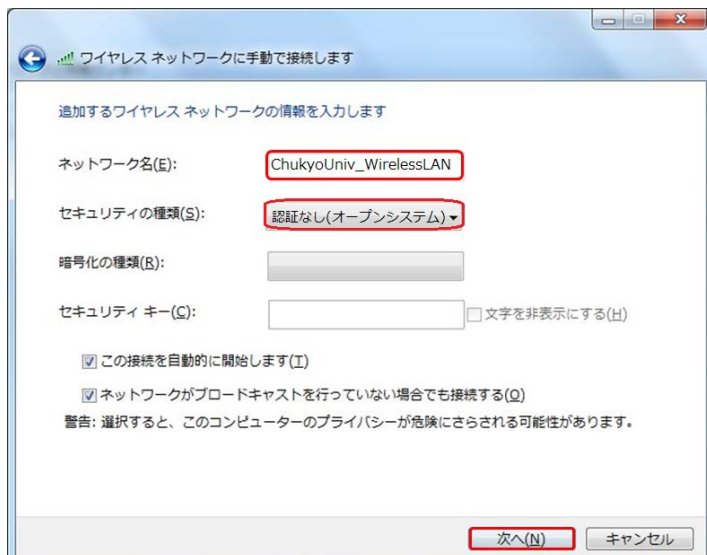 ワイヤレス ネットワークに手動で接続します
追加するワイヤレス ネットワークの情報を入力します
ネットワーク名(E):
ChukyoUniv_WirelessLAN
セキュリティの種類(S):
認証なし(オープンシステム)
暗号化の種類(R):
セキュリティ キー(C):
文字を非表示にする(H)
この接続を自動的に開始します(T)
ネットワークがブロードキャストを行っていない場合でも接続する(O)
警告: 選択すると、このコンピューターのプライバシーが危険にさらされる可能性があります。
次へ(N)
キャンセル